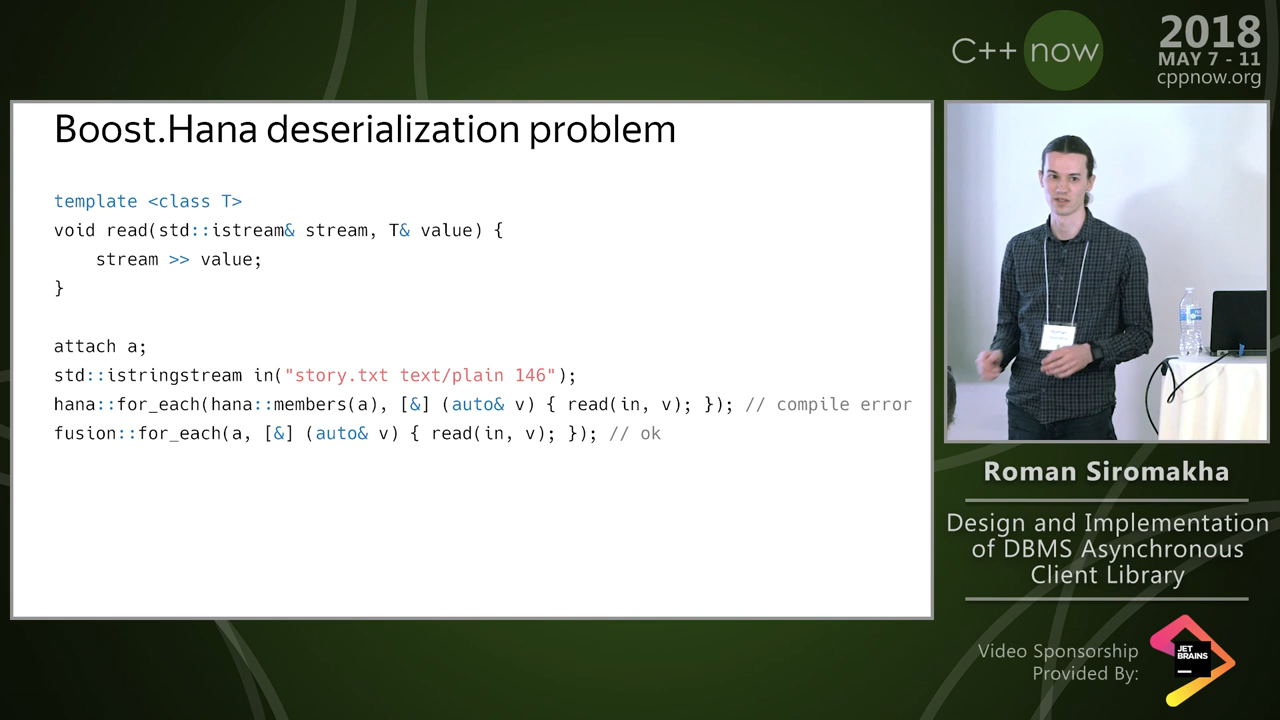 C++ now
2018
MAY 7 - 11
cppnow.org
Boost.Hana deserialization problem
template <class T>
void read(std::istream& stream, T& value) {
    stream >> value;
}
attach a;
std::istringstream in("story.txt text/plain 146");
hana::for_each(hana::members(a), [&] (auto& v) { read(in, v); }); // compile error
fusion::for_each(a, [&] (auto& v) { read(in, v); }); // ok
Roman Siromakha
Design and Implementation
of DBMS Asynchronous
Client Library
Video Sponsorship
Provided By:
JET
BRAINS